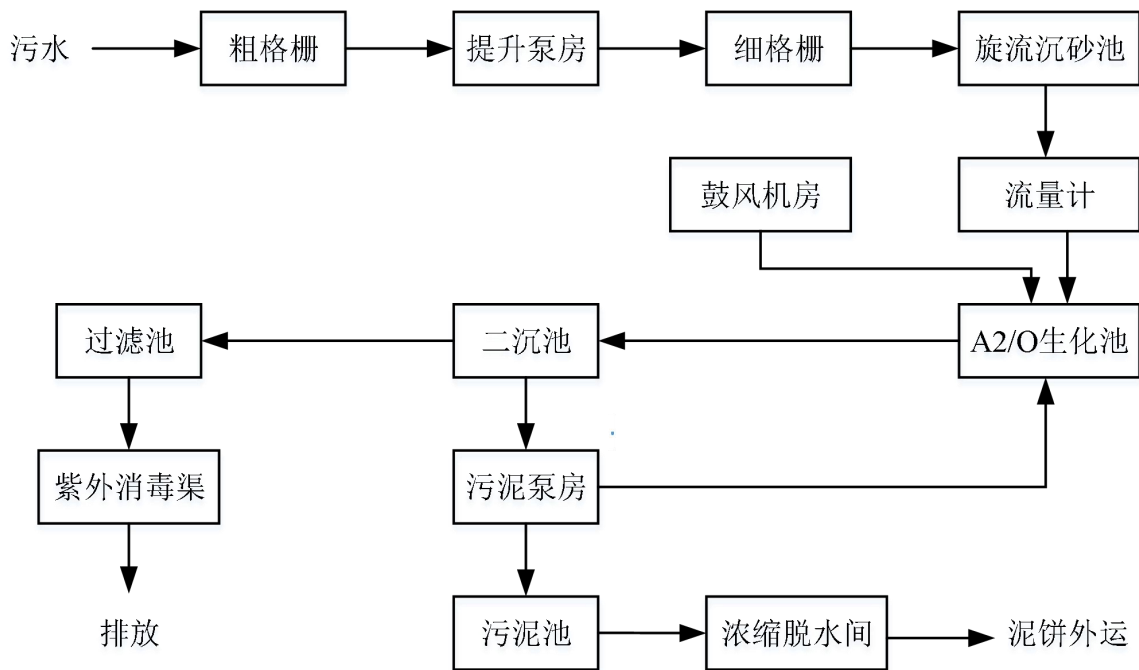 污水
粗格栅
提升泵房
细格栅
旋流沉砂池
鼓风机房
流量计
过滤池
二沉池
A2/O生化池
紫外消毒渠
污泥泵房
排放
污泥池
浓缩脱水间
泥饼外运